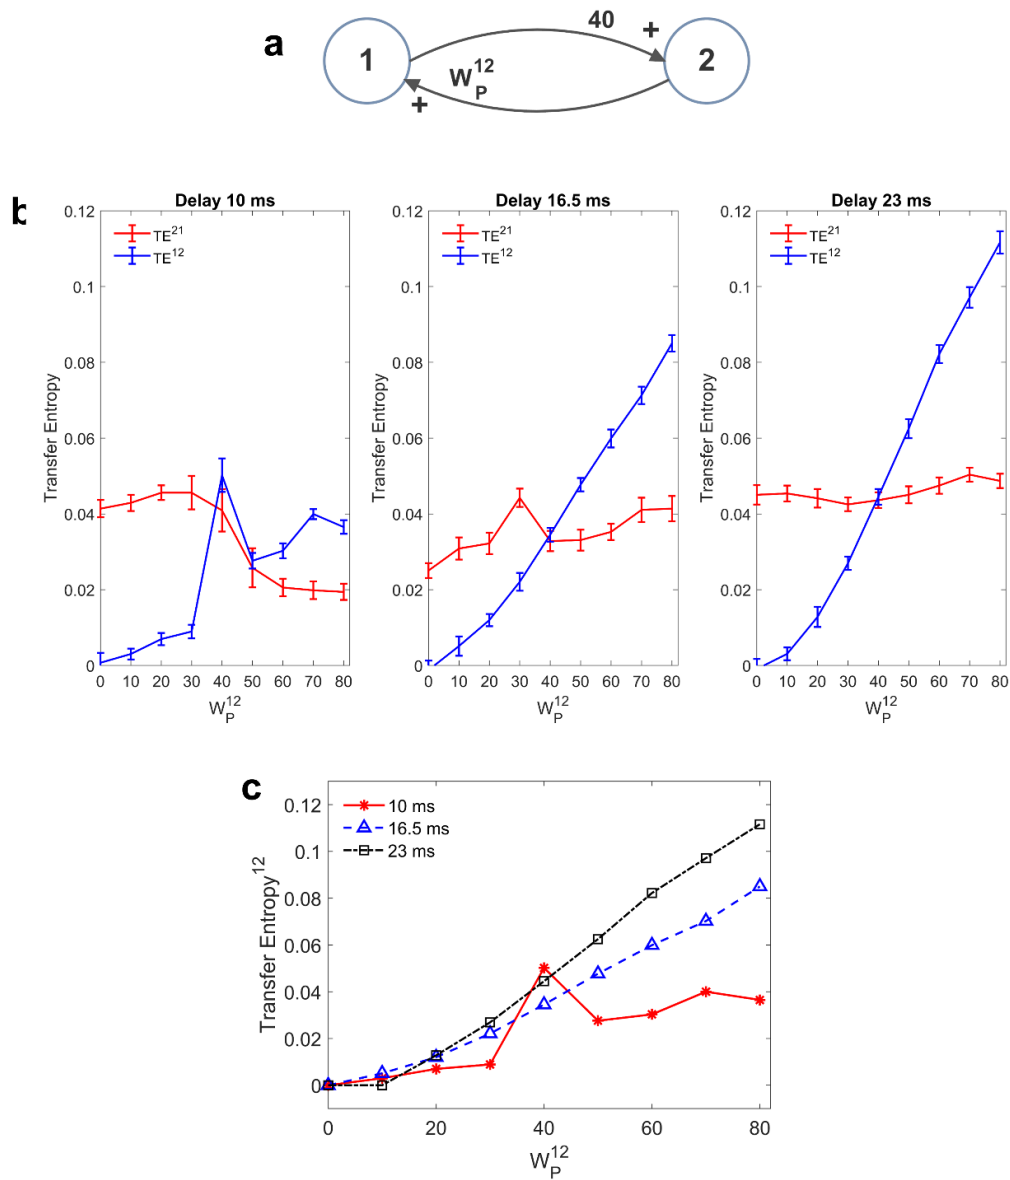 a
1
40
+
2
W_P^12
+
b
Delay 10 ms
Delay 16.5 ms
Delay 23 ms
0.12
0.1
0.08
0.06
0.04
0.02
0
TE^21
TE^12
Transfer Entropy
0 10 20 30 40 50 60 70 80
W_P^12
0.12
0.1
0.08
0.06
0.04
0.02
0
TE^21
TE^12
Transfer Entropy
0 10 20 30 40 50 60 70 80
W_P^12
0.12
0.1
0.08
0.06
0.04
0.02
0
TE^21
TE^12
Transfer Entropy
0 10 20 30 40 50 60 70 80
W_P^12
c
0.12
0.1
0.08
0.06
0.04
0.02
0
10 ms
16.5 ms
23 ms
Transfer Entropy^12
0 20 40 60 80
W_P^12